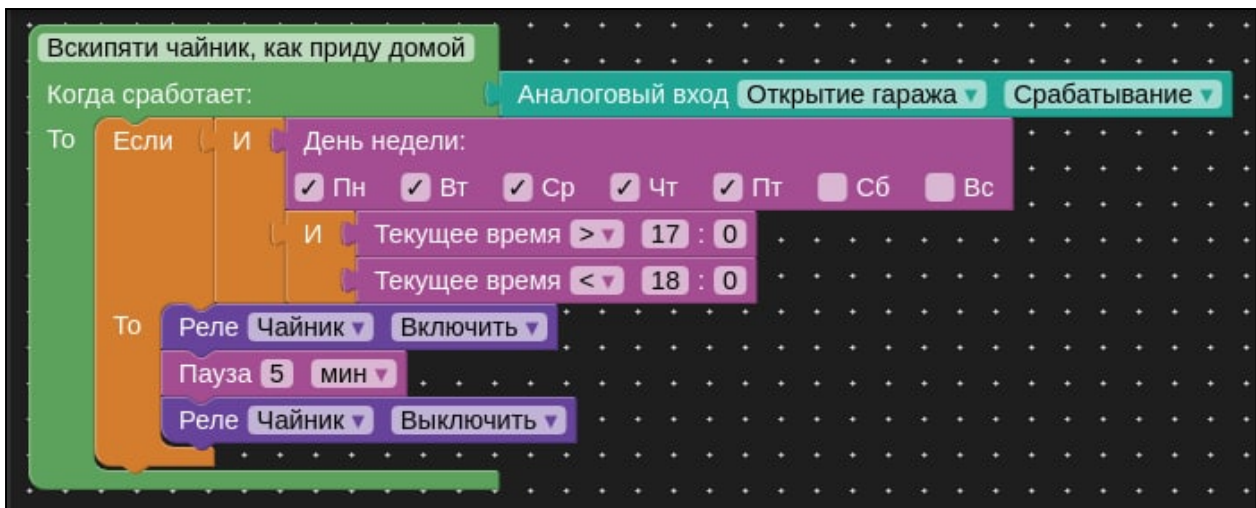 Вскипяти чайник, как приду домой
Когда сработает: Аналоговый вход Открытие гаража Срабатывание
То Если И День недели:
Пн Вт Ср Чт Пт Сб Вс
И Текущее время > 17 : 0
Текущее время < 18 : 0
То Реле Чайник Включить
Пауза 5 мин
Реле Чайник Выключить